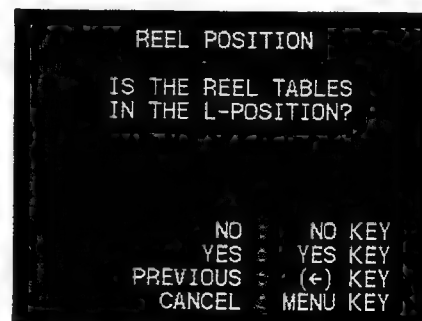 REEL POSITION
IS THE REEL TABLES
IN THE L-POSITION?
NO : NO KEY
YES : YES KEY
PREVIOUS : (←) KEY
CANCEL : MENU KEY